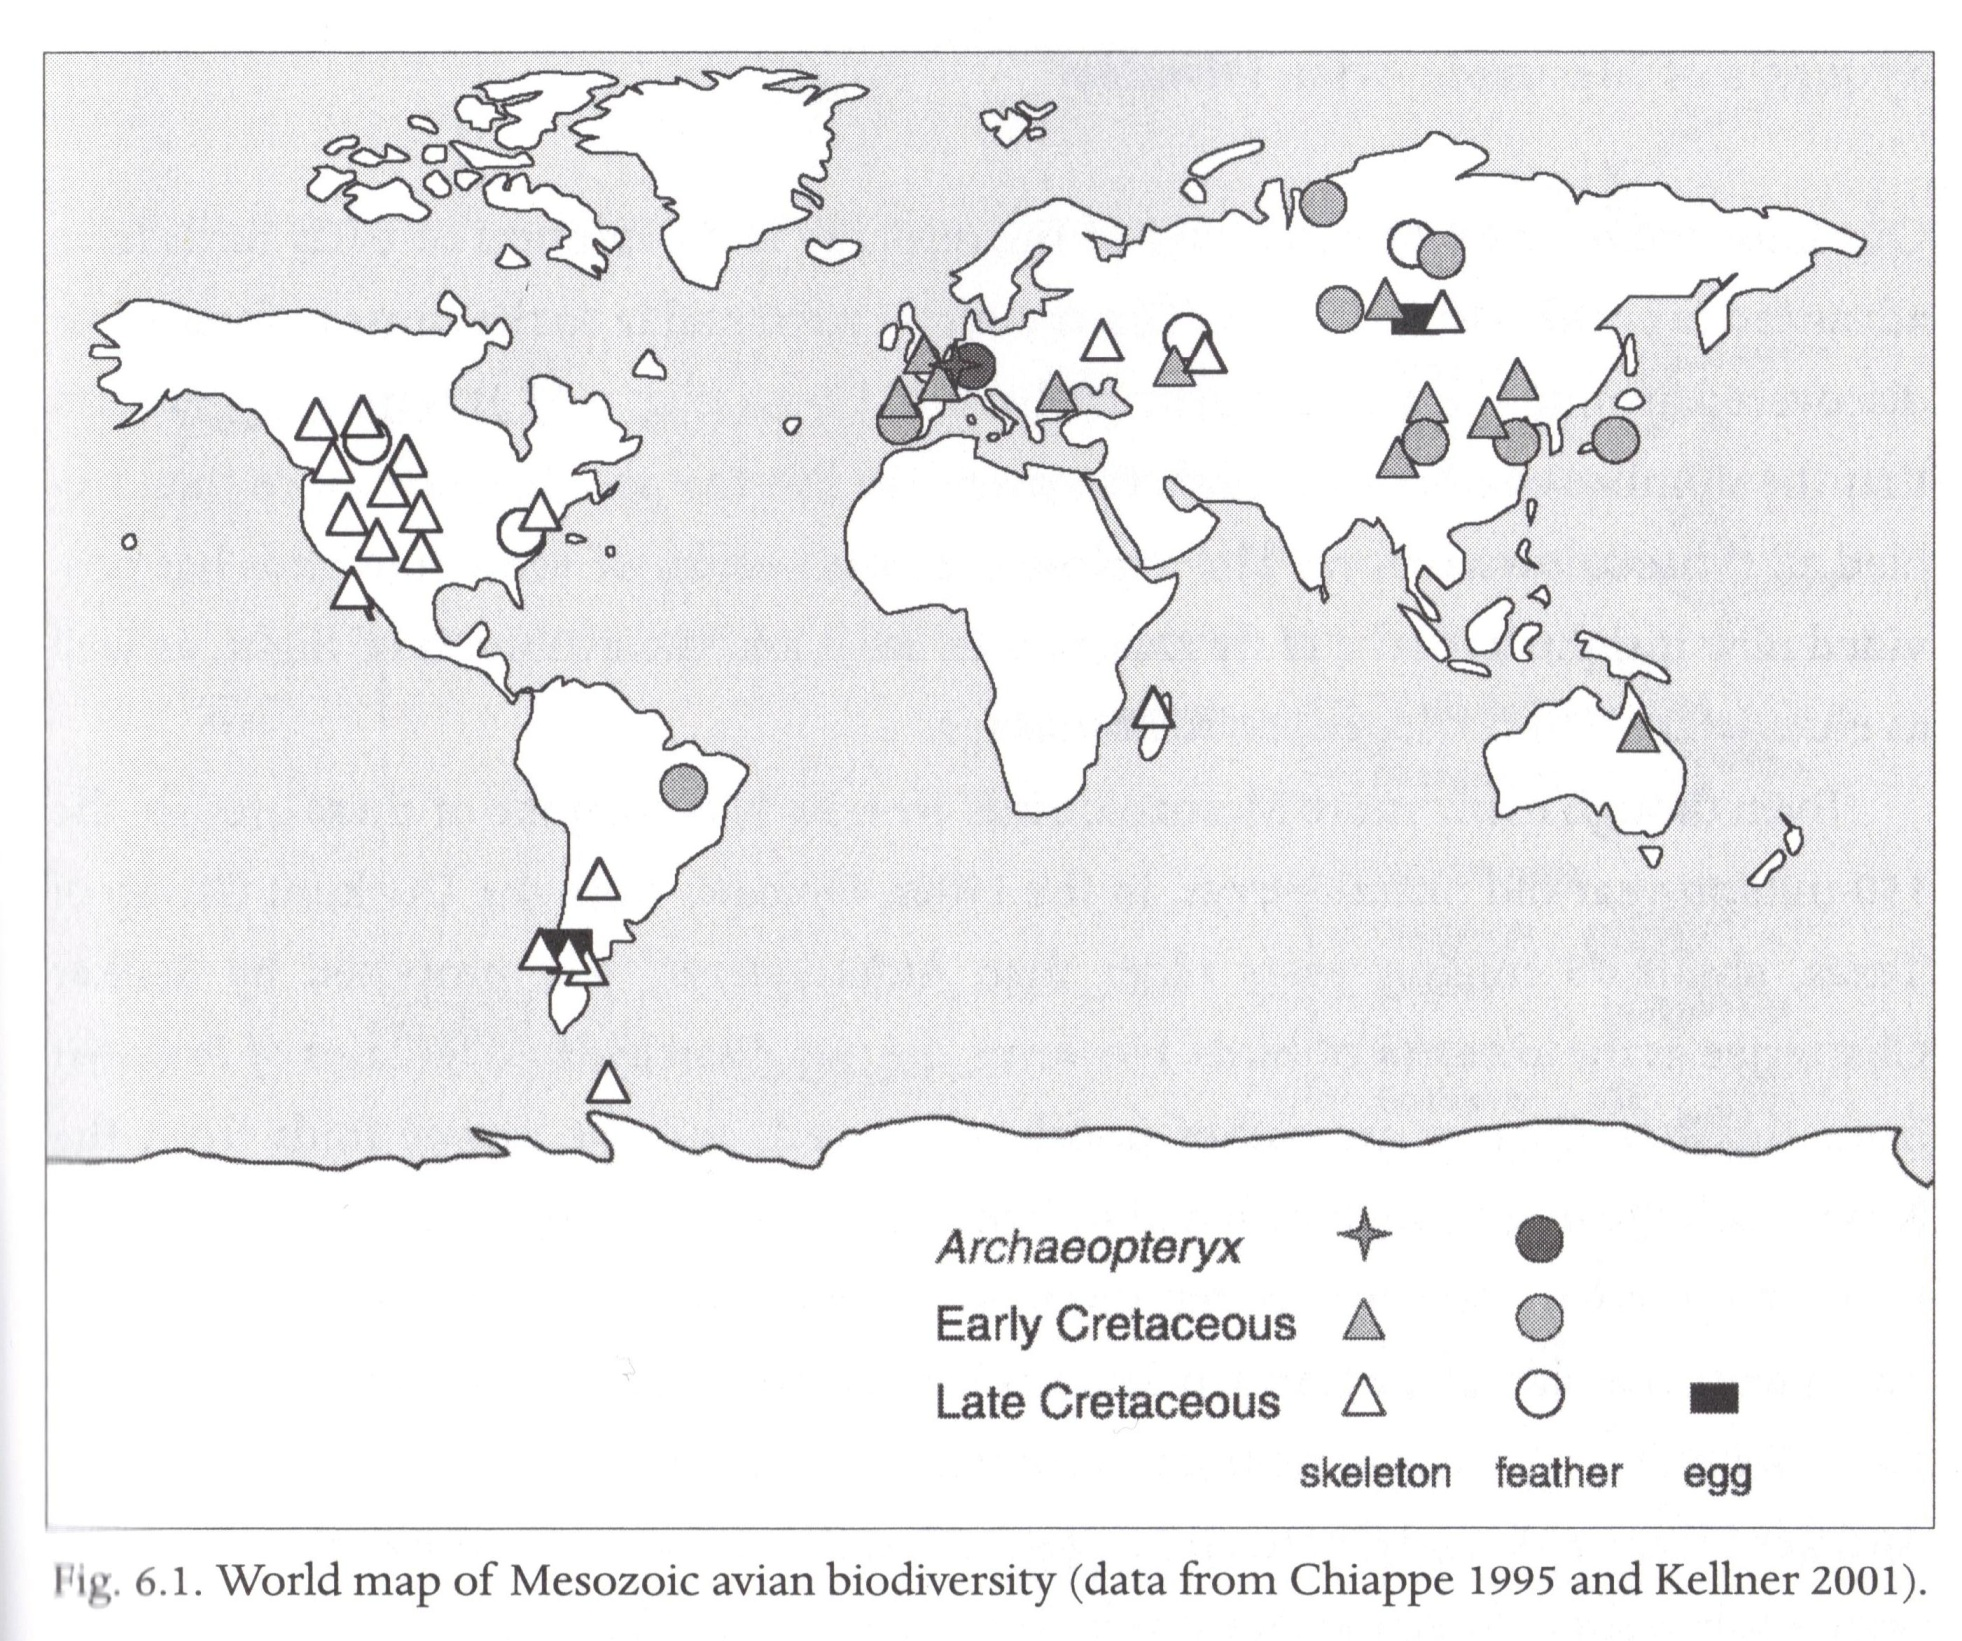 Archaeopteryx
Early Cretaceous
Late Cretaceous
skeleton feather egg
Fig. 6.1. World map of Mesozoic avian biodiversity (data from Chiappe 1995 and Kellner 2001).